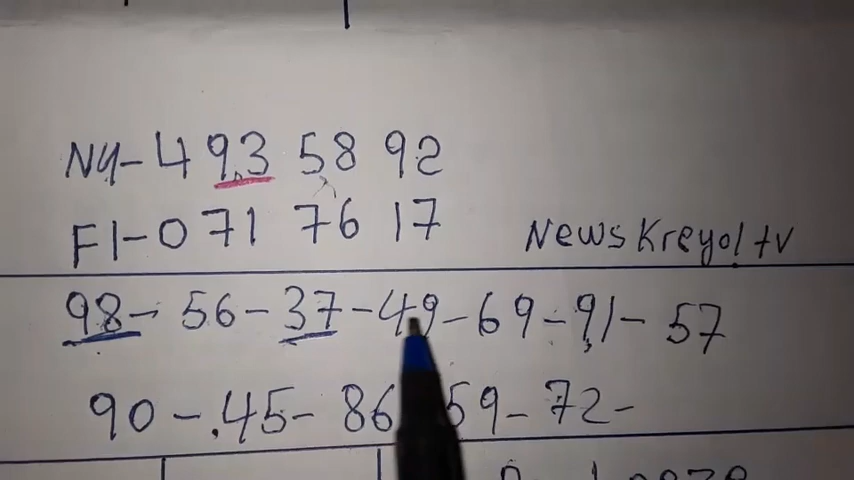 NY-493 58 92
Fl-071 76 17
NewsKreyol tv
98- 56-37-49-69-91-57
90-.45-86 59-72-